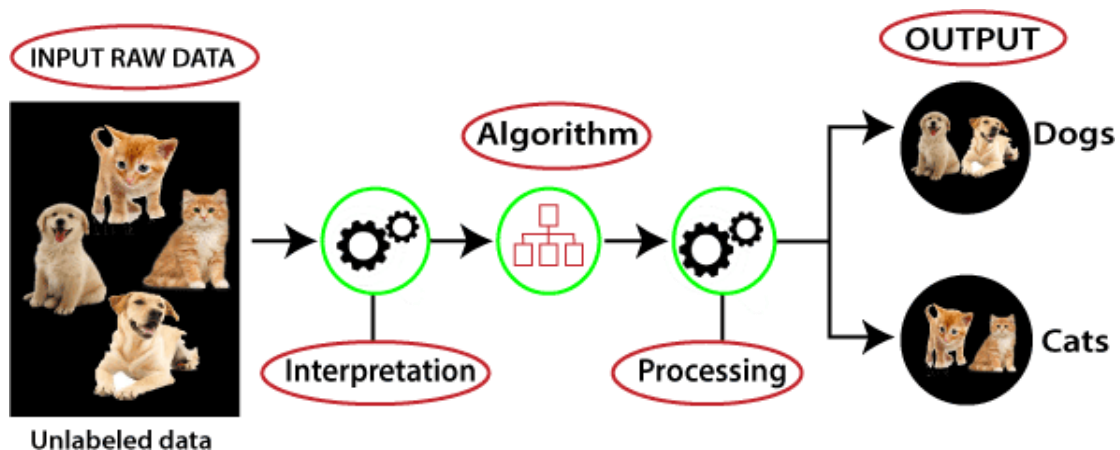 INPUT RAW DATA
Unlabeled data
Interpretation
Algorithm
Processing
OUTPUT
Dogs
Cats